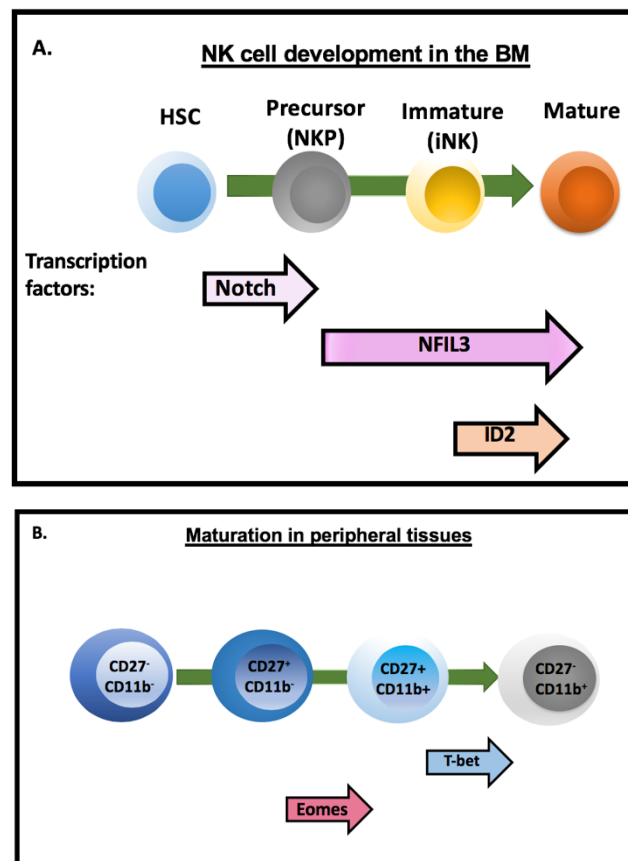 A.
NK cell development in the BM
HSC
Precursor
(NKP)
Immature
(iNK)
Mature
Transcription
factors:
Notch
NFIL3
ID2
B.
Maturation in peripheral tissues
CD27⁻
CD11b⁻
CD27⁺
CD11b⁻
CD27+
CD11b+
CD27⁻
CD11b⁺
T-bet
Eomes